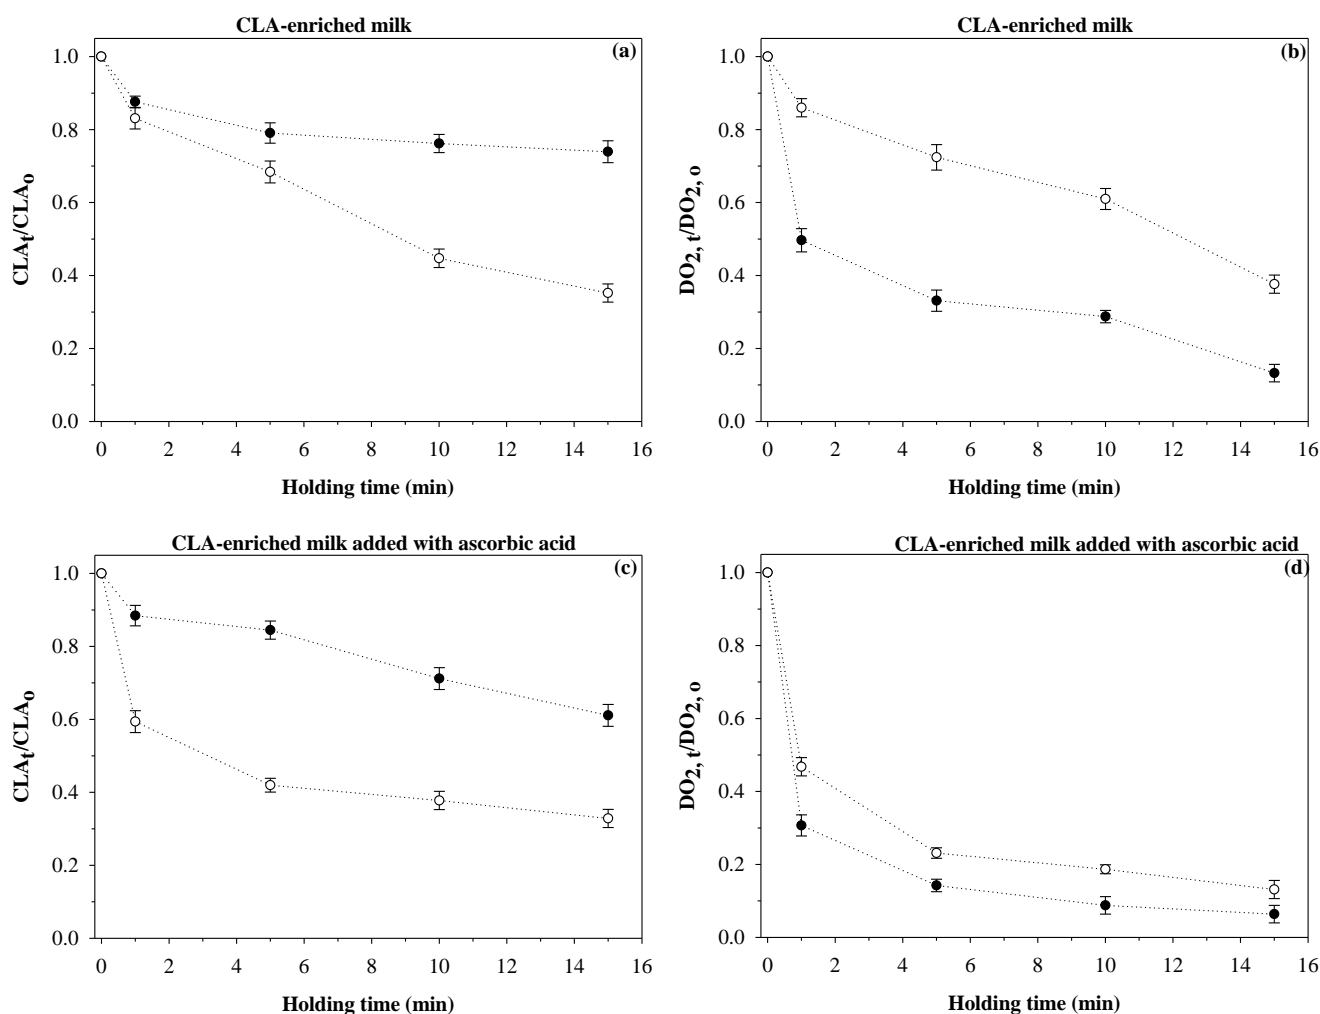 CLA-enriched milk
(a)
CLAt/CLAo
1.0
0.8
0.6
0.4
0.2
0.0
0 2 4 6 8 10 12 14 16
Holding time (min)
CLA-enriched milk
(b)
DO2, t/DO2, o
1.0
0.8
0.6
0.4
0.2
0.0
0 2 4 6 8 10 12 14 16
Holding time (min)
CLA-enriched milk added with ascorbic acid
(c)
CLAt/CLAo
1.0
0.8
0.6
0.4
0.2
0.0
0 2 4 6 8 10 12 14 16
Holding time (min)
CLA-enriched milk added with ascorbic acid
(d)
DO2, t/DO2, o
1.0
0.8
0.6
0.4
0.2
0.0
0 2 4 6 8 10 12 14 16
Holding time (min)